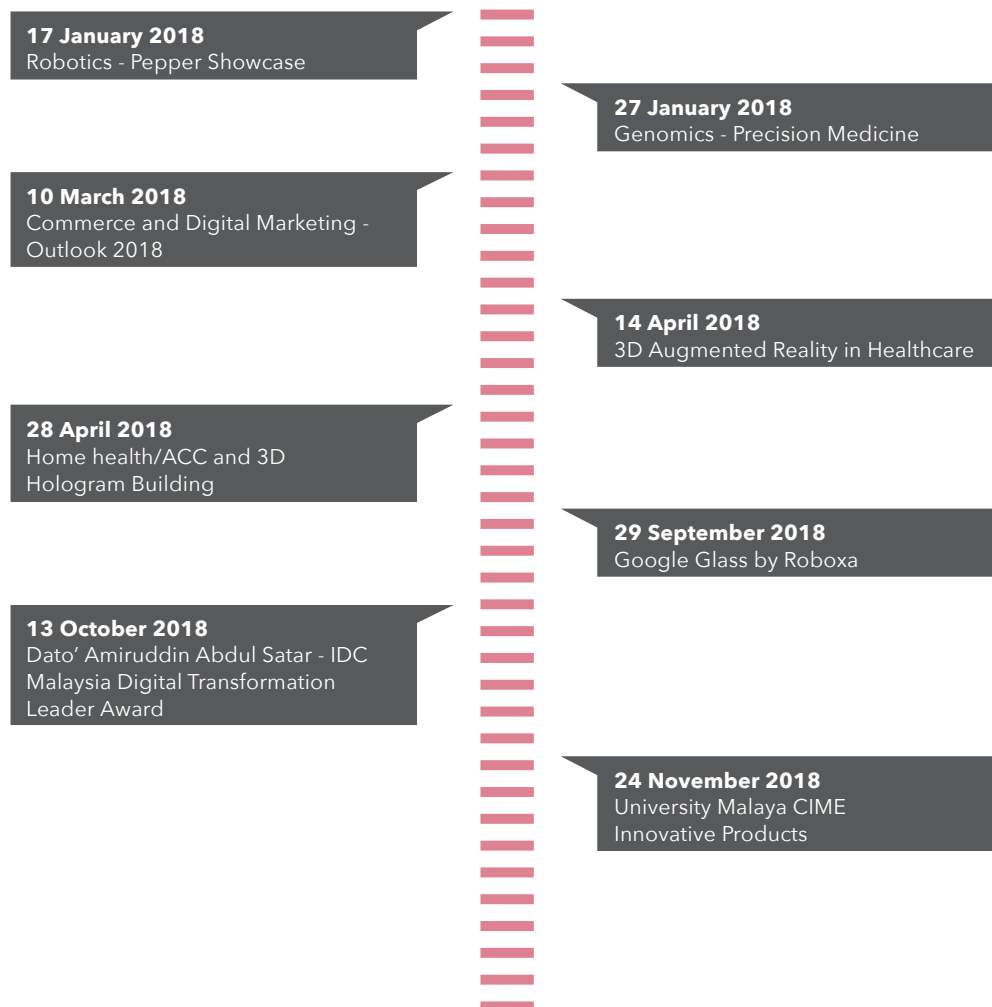 17 January 2018
Robotics - Pepper Showcase
27 January 2018
Genomics - Precision Medicine
10 March 2018
Commerce and Digital Marketing -
Outlook 2018
14 April 2018
3D Augmented Reality in Healthcare
28 April 2018
Home health/ACC and 3D
Hologram Building
29 September 2018
Google Glass by Roboxa
13 October 2018
Dato’ Amiruddin Abdul Satar - IDC
Malaysia Digital Transformation
Leader Award
24 November 2018
University Malaya CIME
Innovative Products